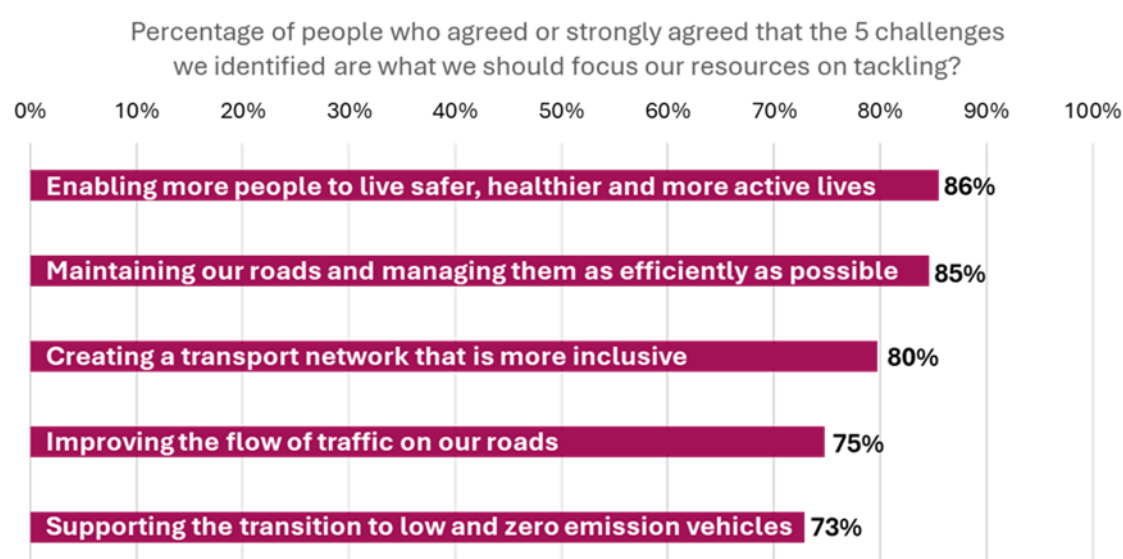 Percentage of people who agreed or strongly agreed that the 5 challenges
we identified are what we should focus our resources on tackling?
0% 10% 20% 30% 40% 50% 60% 70% 80% 90% 100%
Enabling more people to live safer, healthier and more active lives 86%
Maintaining our roads and managing them as efficiently as possible 85%
Creating a transport network that is more inclusive 80%
Improving the flow of traffic on our roads 75%
Supporting the transition to low and zero emission vehicles 73%